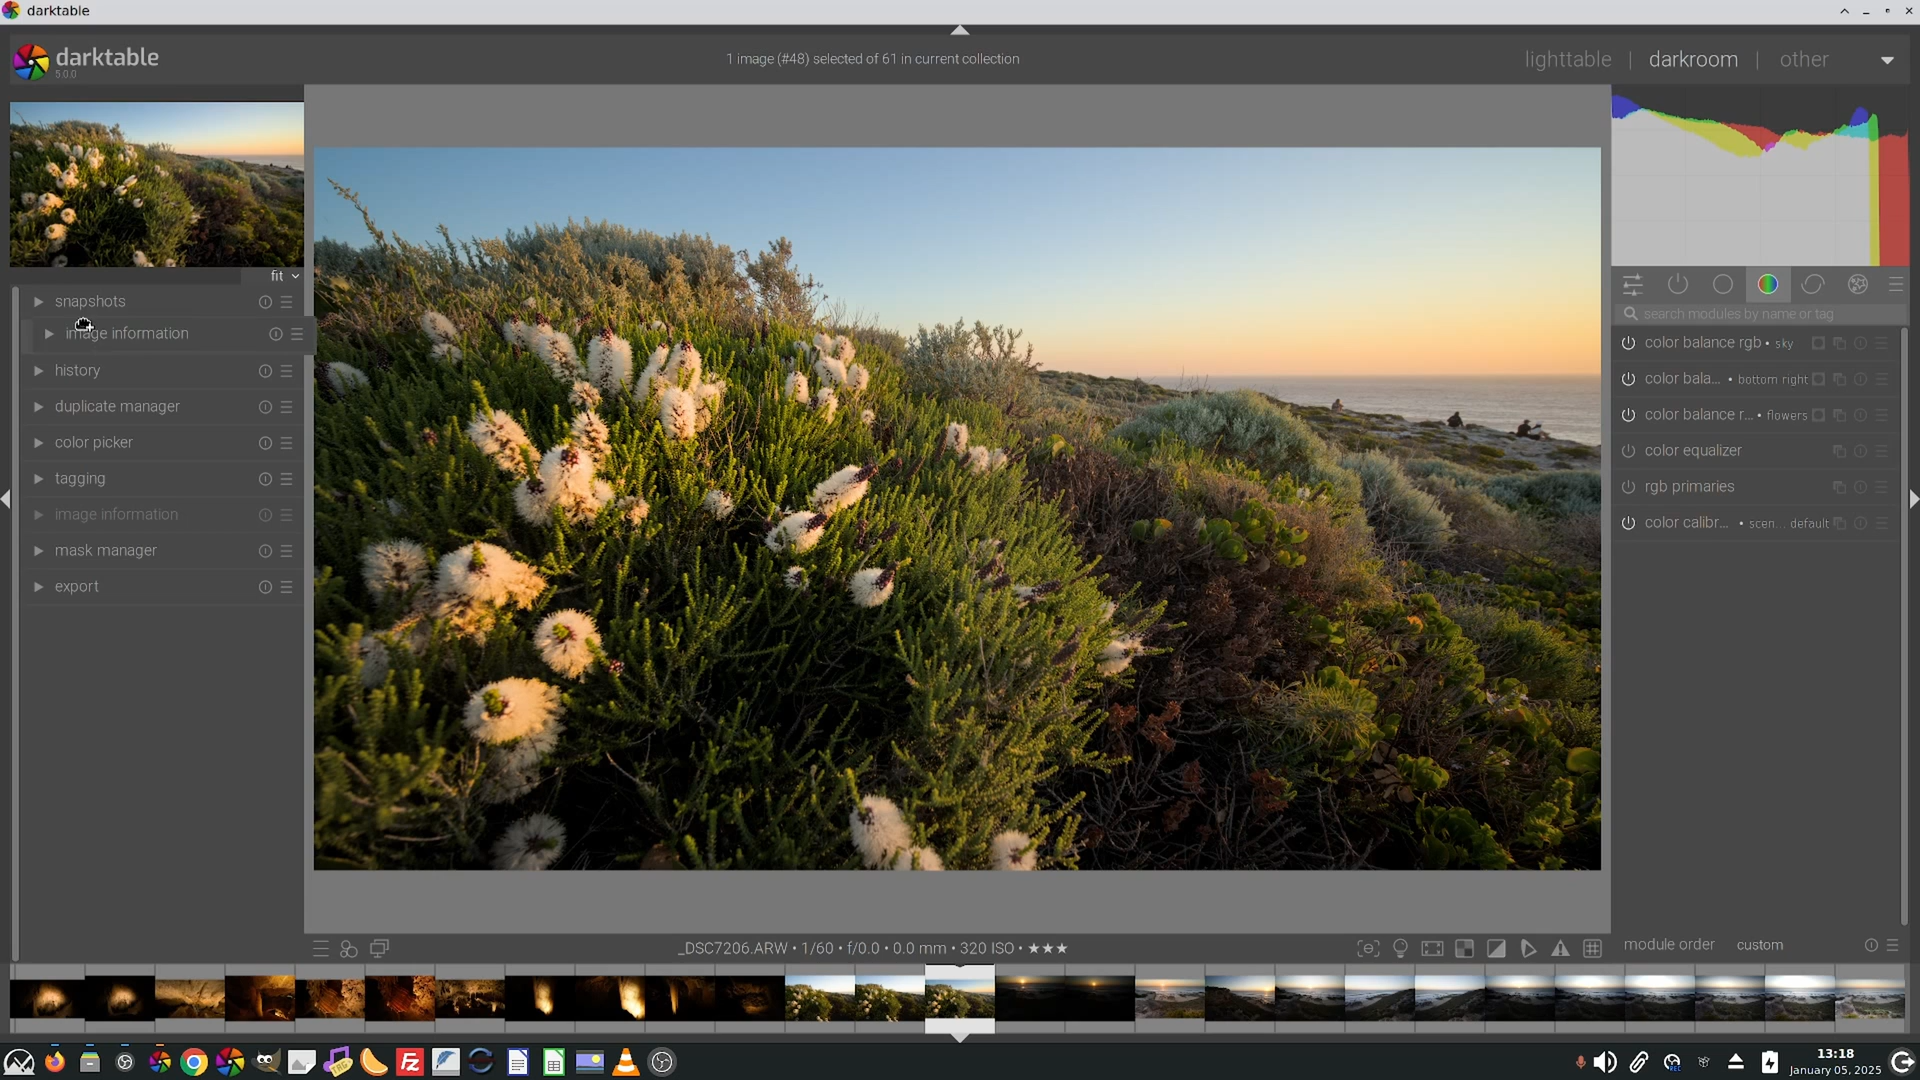 darktable
darktable
5.0.0
1 image (#48) selected of 61 in current collection
lighttable | darkroom | other
fit
snapshots
image information
history
duplicate manager
color picker
tagging
image information
mask manager
export
search modules by name or tag
color balance rgb • sky
color bala... • bottom right
color balance r... • flowers
color equalizer
rgb primaries
color calibr... • scen... default
_DSC7206.ARW • 1/60 • f/0.0 • 0.0 mm • 320 ISO • ★★★
module order custom
13:18
January 05, 2025